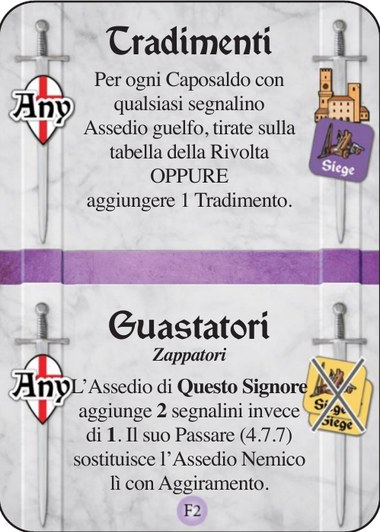 Tradimenti
Any
Per ogni Caposaldo con
qualsiasi segnalino
Assedio guelfo, tirate sulla
tabella della Rivolta
OPPURE
aggiungere 1 Tradimento.
Siege
Guastatori
Zappatori
Any
L'Assedio di Questo Signore
aggiunge 2 segnalini invece
di 1. Il suo Passare (4.7.7)
sostituisce l'Assedio Nemico
lì con Aggiramento.
Siege
Siege
F2